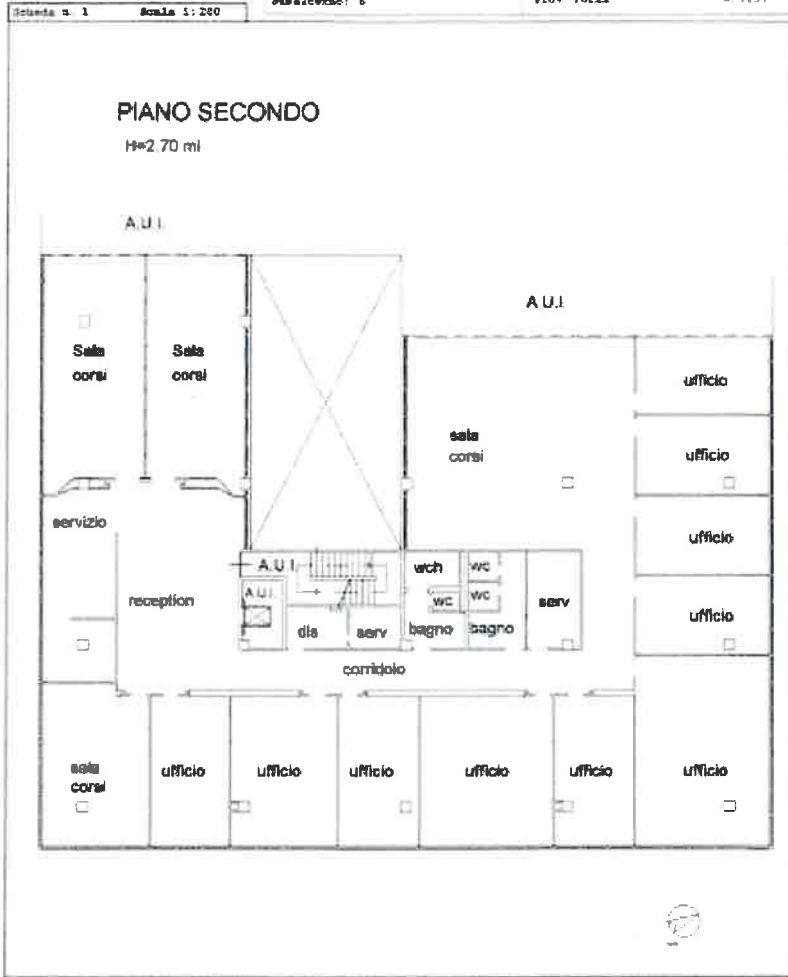 Scheda n. 1 Scala 1:200
PIANO SECONDO
H=2.70 ml
A.U.I.
A.U.I.
Sala corsi
Sala corsi
ufficio
sala corsi
ufficio
servizio
ufficio
A.U.I.
wch
wc
A.U.I.
wc
wc
serv
reception
ufficio
dis
serv
bagno
bagno
corridoio
sala corsi
ufficio
ufficio
ufficio
ufficio
ufficio
ufficio